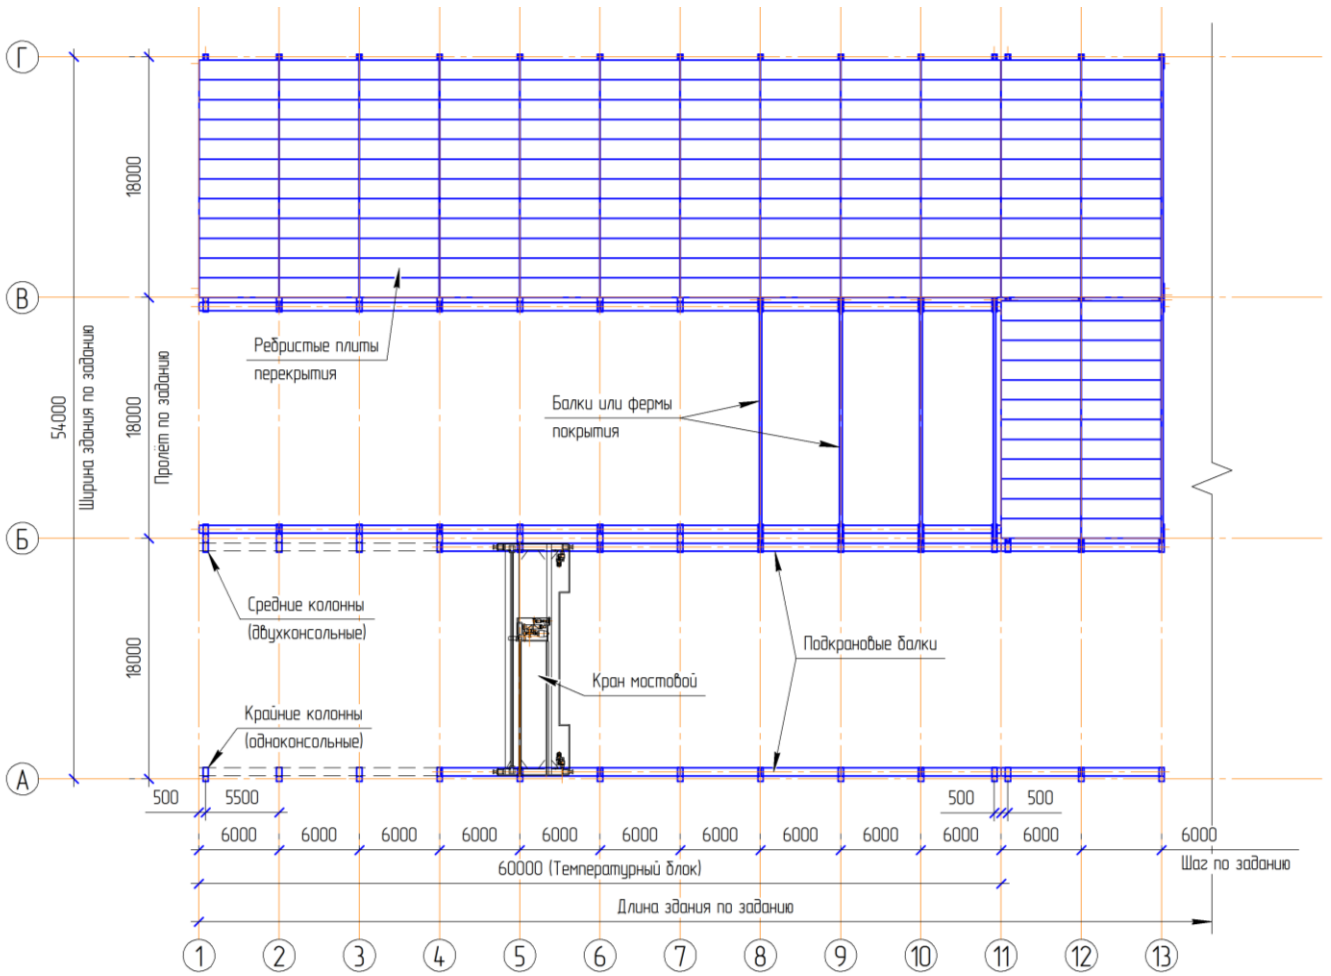 Г
18000
В
Ребристые плиты
перекрытия
Ширина здания по заданию
54000
18000
Пролёт по заданию
Балки или фермы
покрытия
Б
Средние колонны
(двухконсольные)
18000
Подкрановые балки
Кран мостовой
Крайние колонны
(одноконсольные)
А
500 5500 500 500
6000 6000 6000 6000 6000 6000 6000 6000 6000 6000 6000 6000
Шаг по заданию
60000 (Температурный блок)
Длина здания по заданию
1 2 3 4 5 6 7 8 9 10 11 12 13